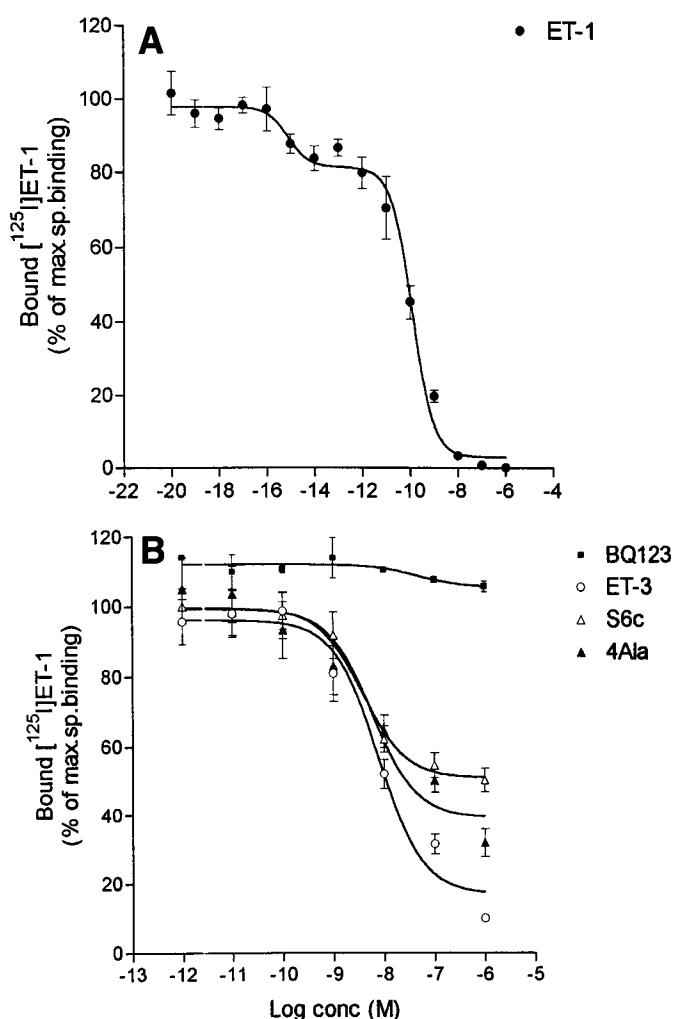 A
ET-1
120
100
80
60
40
20
0
Bound [125I]ET-1
(% of max.sp.binding)
-22 -20 -18 -16 -14 -12 -10 -8 -6 -4
B
BQ123
ET-3
S6c
4Ala
120
100
80
60
40
20
0
Bound [125I]ET-1
(% of max.sp.binding)
-13 -12 -11 -10 -9 -8 -7 -6 -5
Log conc (M)